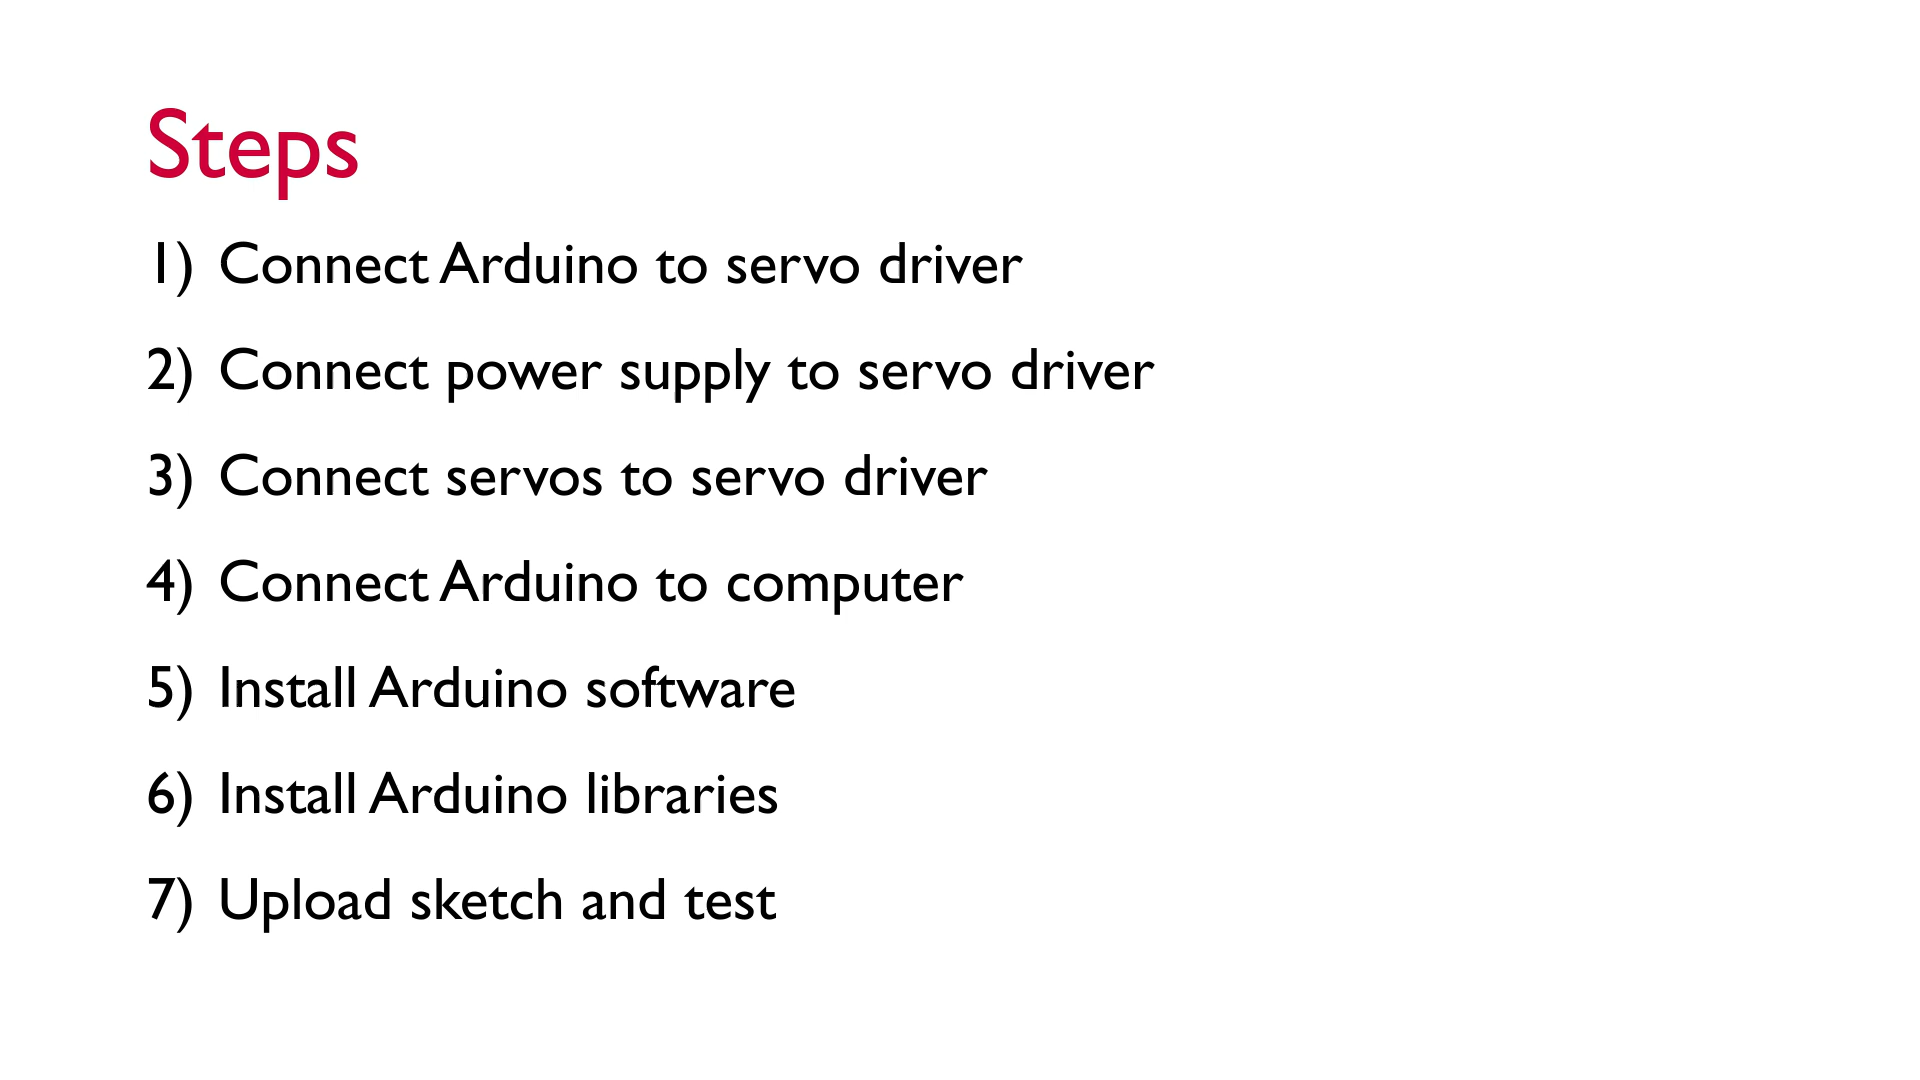 Steps
1) Connect Arduino to servo driver
2) Connect power supply to servo driver
3) Connect servos to servo driver
4) Connect Arduino to computer
5) Install Arduino software
6) Install Arduino libraries
7) Upload sketch and test